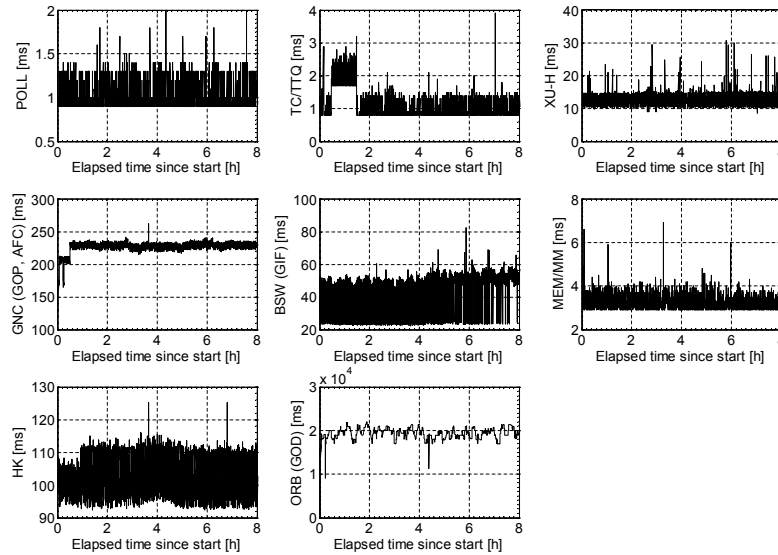 2
1.5
1
0.5
POLL [ms]
0 2 4 6 8
Elapsed time since start [h]
4
3
2
1
0
TC/TTQ [ms]
0 2 4 6 8
Elapsed time since start [h]
40
30
20
10
0
XU-H [ms]
0 2 4 6 8
Elapsed time since start [h]
300
250
200
150
100
GNC (GOP, AFC) [ms]
0 2 4 6 8
Elapsed time since start [h]
100
80
60
40
20
BSW (GIF) [ms]
0 2 4 6 8
Elapsed time since start [h]
8
6
4
2
MEM/MM [ms]
0 2 4 6 8
Elapsed time since start [h]
130
120
110
100
90
HK [ms]
0 2 4 6 8
Elapsed time since start [h]
x 10^4
3
2
1
0
ORB (GOD) [ms]
0 2 4 6 8
Elapsed time since start [h]